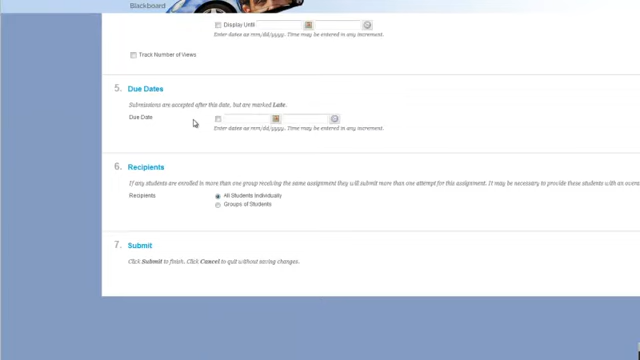 Blackboard
Display Until
Enter dates as mm/dd/yyyy. Time may be entered in any increment.
Track Number of Views
5. Due Dates
Submissions are accepted after this date, but are marked Late.
Due Date
Enter dates as mm/dd/yyyy. Time may be entered in any increment.
6. Recipients
If any students are enrolled in more than one group receiving the same assignment they will submit more than one attempt for this assignment. It may be necessary to provide these students with an overa
Recipients
All Students Individually
Groups of Students
7. Submit
Click Submit to finish. Click Cancel to quit without saving changes.